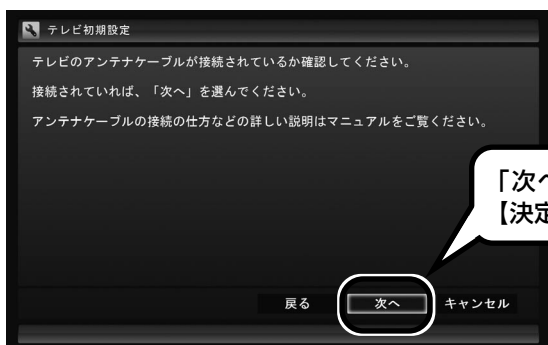 テレビ初期設定
テレビのアンテナケーブルが接続されているか確認してください。
接続されていれば、「次へ」を選んでください。
アンテナケーブルの接続の仕方などの詳しい説明はマニュアルをご覧ください。
「次へ
【決定
戻る 次へ キャンセル